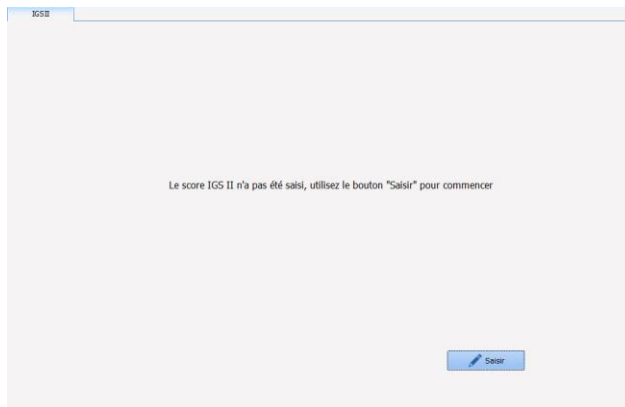 IGSII
Le score IGS II n'a pas été saisi, utilisez le bouton "Saisir" pour commencer
Saisir